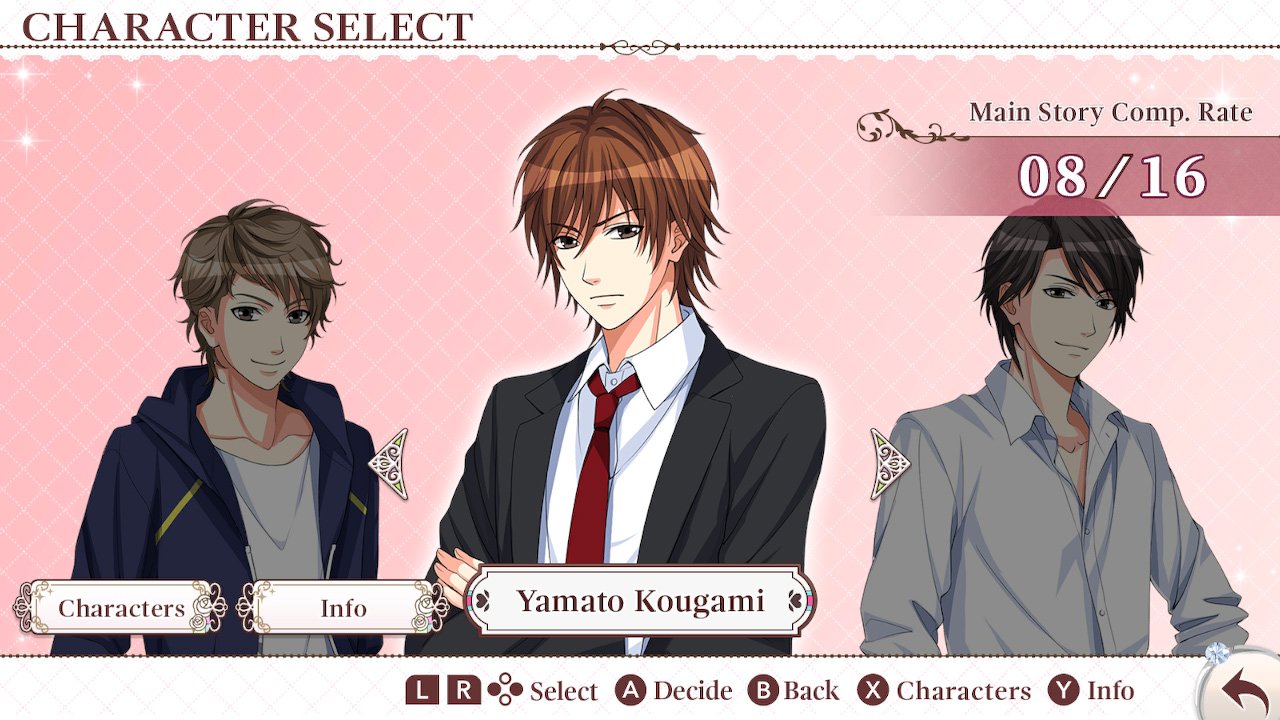 CHARACTER SELECT
Main Story Comp. Rate
08/16
Characters
Info
Yamato Kougami
L R Select A Decide B Back X Characters Y Info